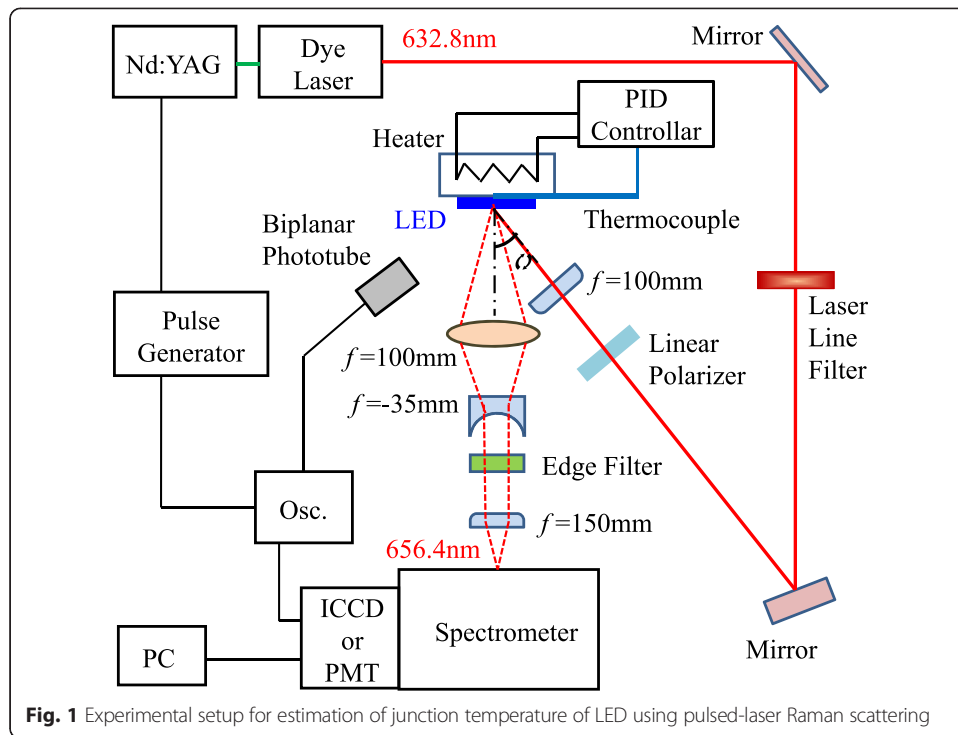 Nd:YAG
Dye
Laser
632.8nm
Mirror
PID
Controllar
Heater
LED
Thermocouple
Biplanar
Phototube
f=100mm
Laser
Line
Filter
Pulse
Generator
Linear
Polarizer
f=100mm
f=-35mm
Edge Filter
Osc.
f=150mm
656.4nm
ICCD
or
PMT
Spectrometer
PC
Mirror
Fig. 1 Experimental setup for estimation of junction temperature of LED using pulsed-laser Raman scattering